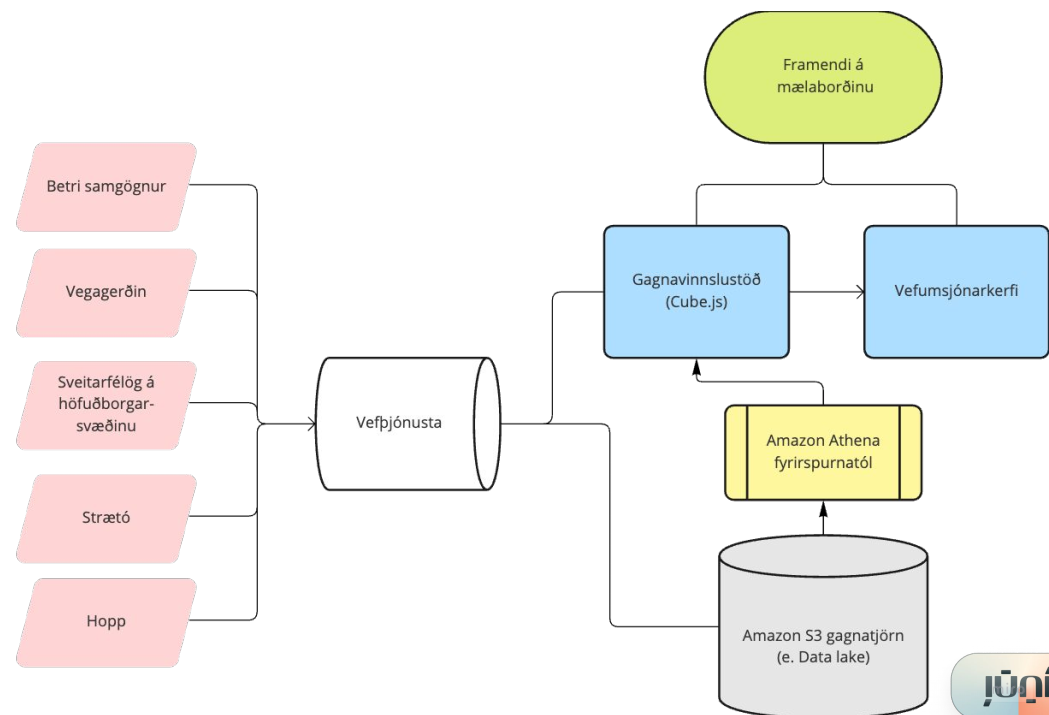 Framendi á
mælaborðinu
Betri samgögnur
Vegagerðin
Sveitarfélög á
höfuðborgar-
svæðinu
Strætó
Hopp
Vefþjónusta
Gagnavinnslustöð
(Cube.js)
Vefumsjónarkerfi
Amazon Athena
fyrirspurnatól
Amazon S3 gagnatjörn
(e. Data lake)